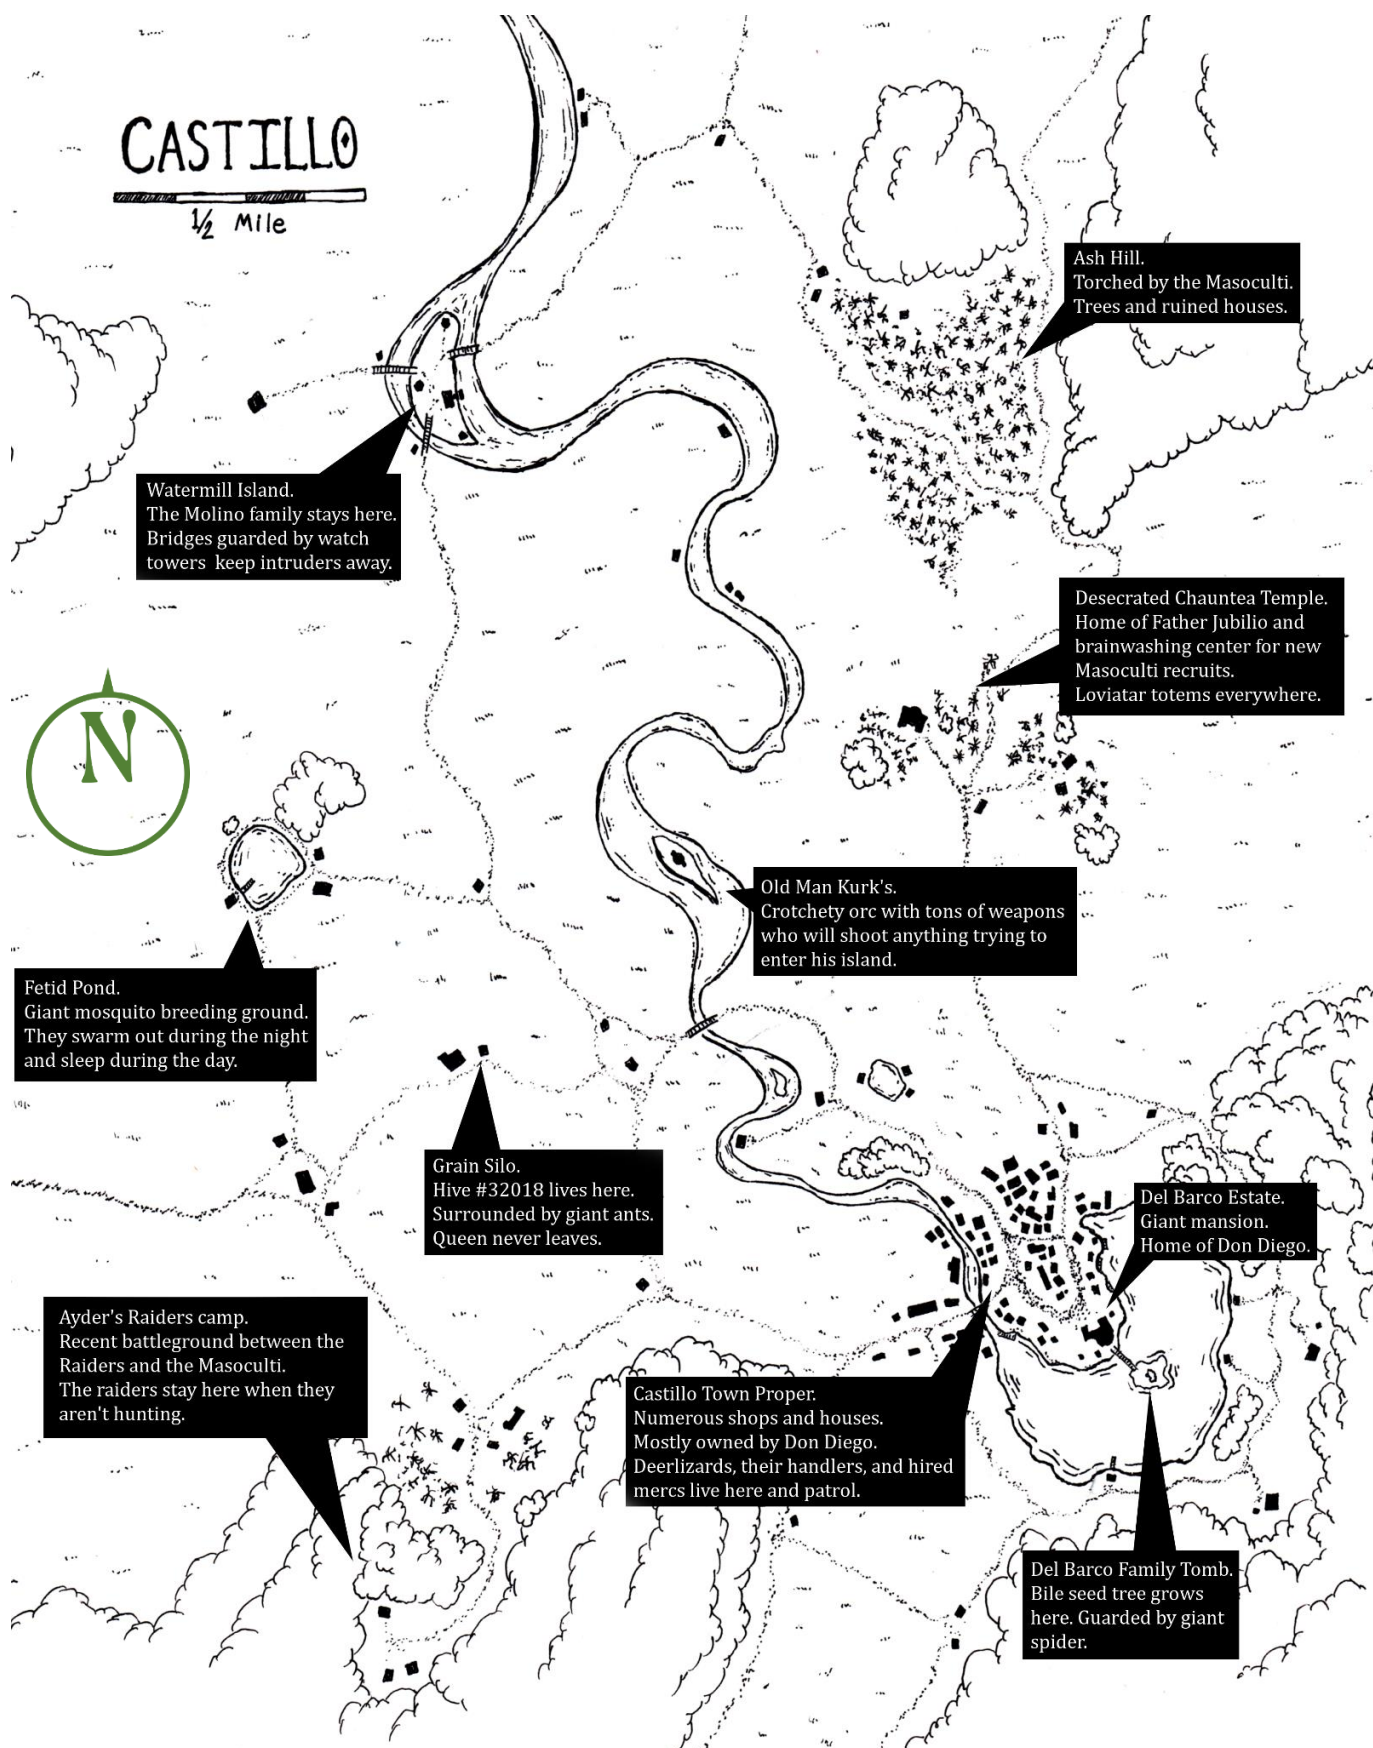 CASTILLO
1/2 Mile
Ash Hill.
Torched by the Masoculti.
Trees and ruined houses.
Watermill Island.
The Molino family stays here.
Bridges guarded by watch
towers keep intruders away.
Desecrated Chauntea Temple.
Home of Father Jubilio and
brainwashing center for new
Masoculti recruits.
Loviatar totems everywhere.
N
Old Man Kurk's.
Crotchety orc with tons of weapons
who will shoot anything trying to
enter his island.
Fetid Pond.
Giant mosquito breeding ground.
They swarm out during the night
and sleep during the day.
Grain Silo.
Hive #32018 lives here.
Surrounded by giant ants.
Queen never leaves.
Del Barco Estate.
Giant mansion.
Home of Don Diego.
Ayder's Raiders camp.
Recent battleground between the
Raiders and the Masoculti.
The raiders stay here when they
aren't hunting.
Castillo Town Proper.
Numerous shops and houses.
Mostly owned by Don Diego.
Deerlizards, their handlers, and hired
mercs live here and patrol.
Del Barco Family Tomb.
Bile seed tree grows
here. Guarded by giant
spider.